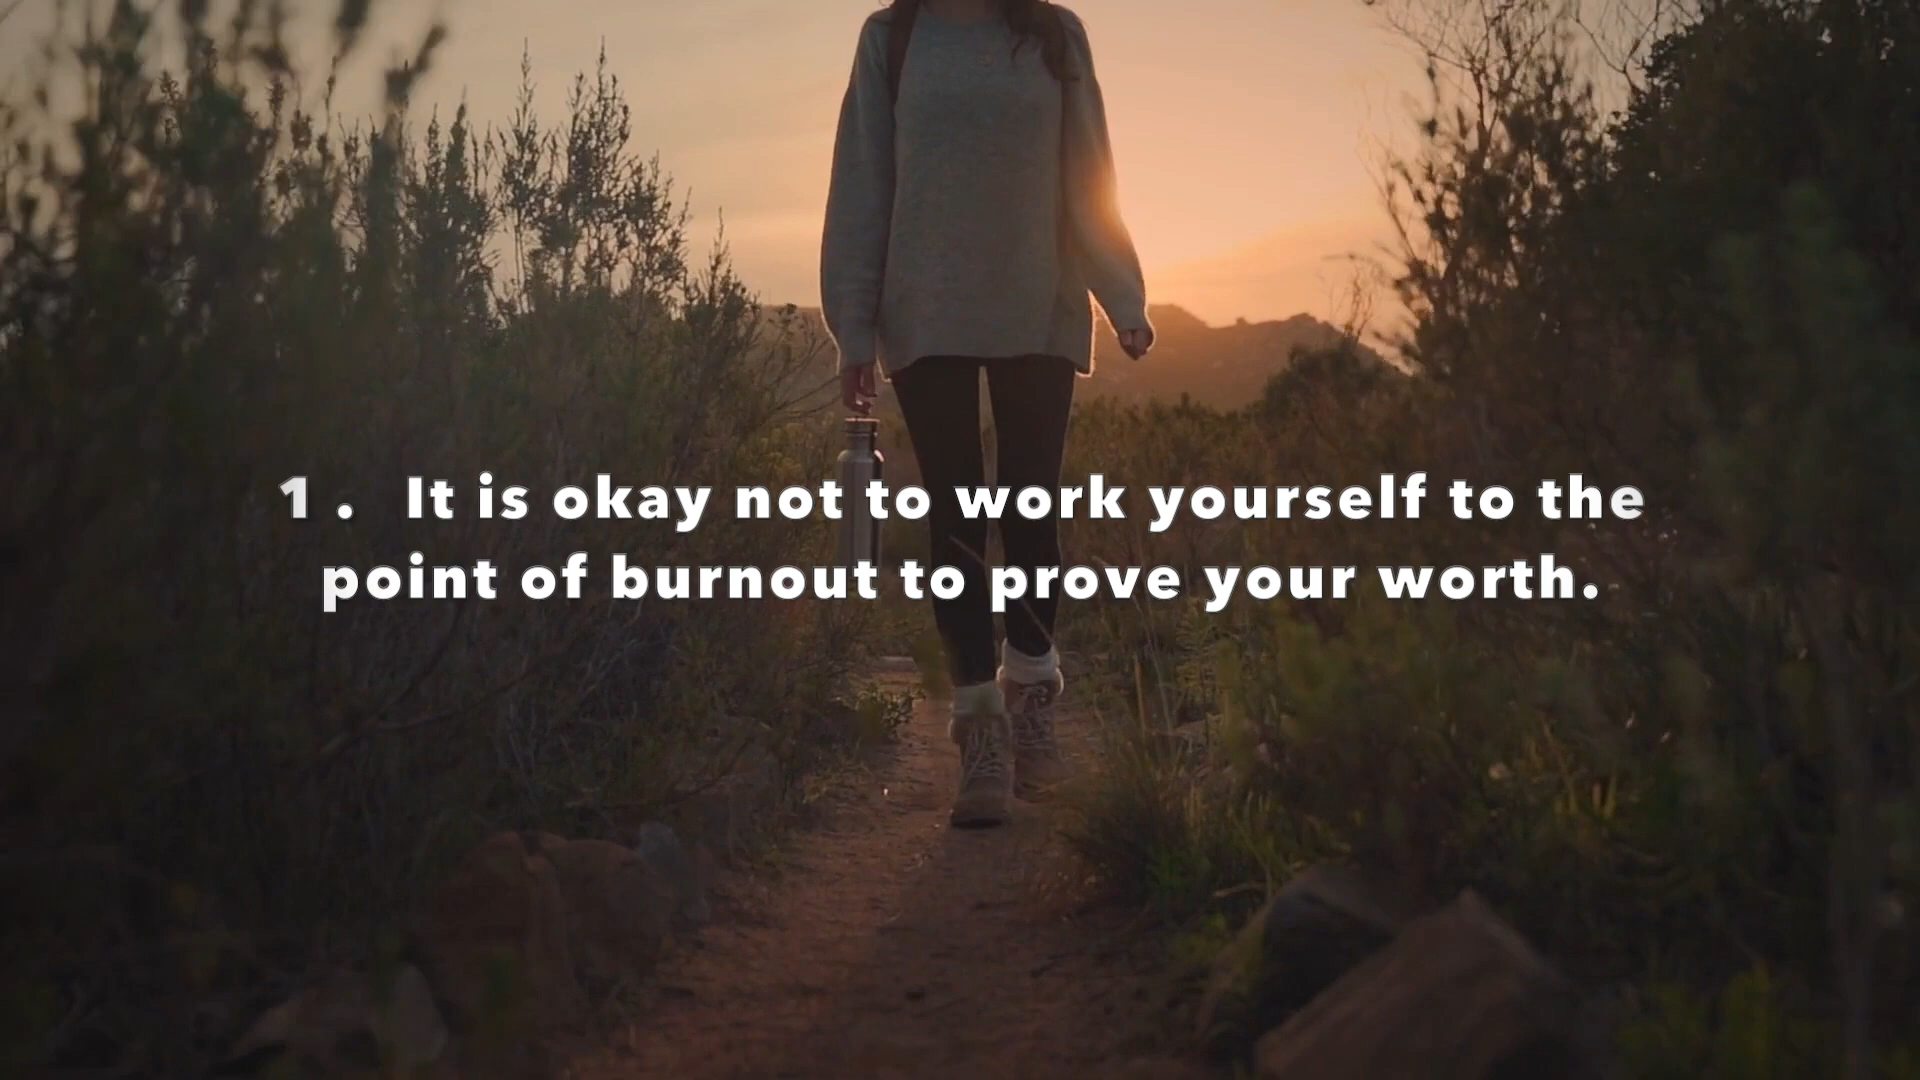 1. It is okay not to work yourself to the
point of burnout to prove your worth.